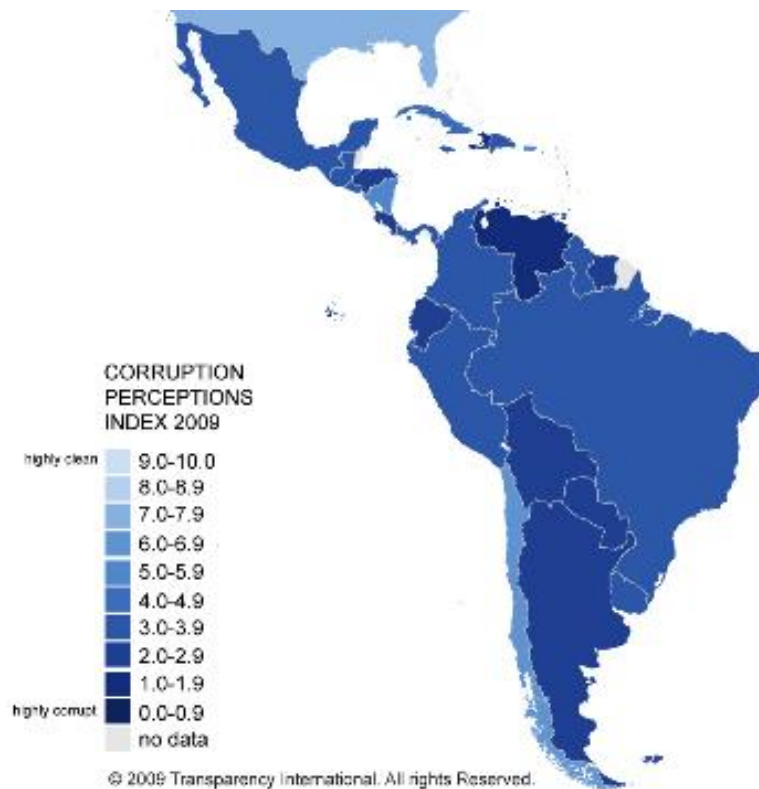 CORRUPTION
PERCEPTIONS
INDEX 2009
highly clean
9.0-10.0
8.0-8.9
7.0-7.9
6.0-6.9
5.0-5.9
4.0-4.9
3.0-3.9
2.0-2.9
1.0-1.9
highly corrupt
0.0-0.9
no data
© 2009 Transparency International. All rights Reserved.